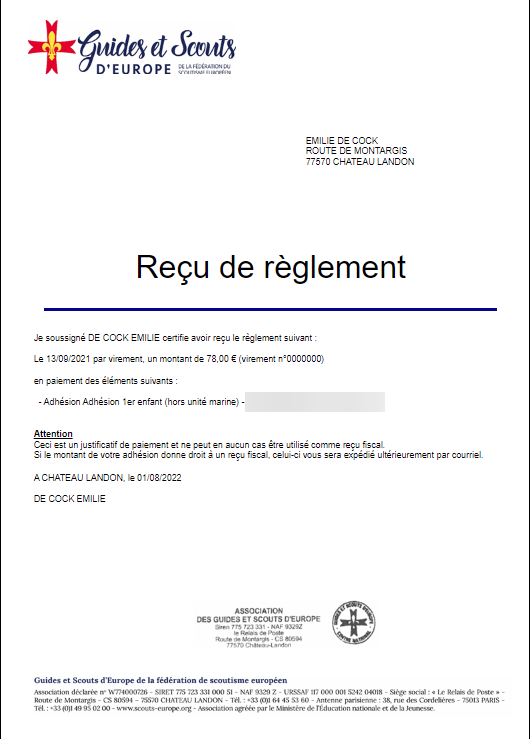 Guides et Scouts
D'EUROPE DE LA FÉDÉRATION DU
SCOUTISME EUROPÉEN
EMILIE DE COCK
ROUTE DE MONTARGIS
77570 CHATEAU LANDON
Reçu de règlement
Je soussigné DE COCK EMILIE certifie avoir reçu le règlement suivant :
Le 13/09/2021 par virement, un montant de 78,00 € (virement n°0000000)
en paiement des éléments suivants :
- Adhésion Adhésion 1er enfant (hors unité marine) -
Attention
Ceci est un justificatif de paiement et ne peut en aucun cas être utilisé comme reçu fiscal.
Si le montant de votre adhésion donne droit à un reçu fiscal, celui-ci vous sera expédié ultérieurement par courriel.
A CHATEAU LANDON, le 01/08/2022
DE COCK EMILIE
ASSOCIATION
DES GUIDES ET SCOUTS D'EUROPE
Siren 775 723 331 - NAF 9329Z
le Relais de Poste
Route de Montargis - CS 80594
77570 Château-Landon
GUIDES ET SCOUTS D'EUROPE
CENTRE NATIONAL
Guides et Scouts d'Europe de la fédération de scoutisme européen
Association déclarée n° W774000726 - SIRET 775 723 331 000 51 - NAF 9329 Z - URSSAF 117 000 001 5242 04018 - Siège social : « Le Relais de Poste » -
Route de Montargis - CS 80594 - 77570 CHÂTEAU-LANDON - Tél. : +33 (0)1 64 45 53 60 - Antenne parisienne : 38, rue des Cordelières - 75013 PARIS -
Tél. : +33 (0)1 49 95 02 00 - www.scouts-europe.org - Association agréée par le Ministère de l'Éducation nationale et de la Jeunesse.